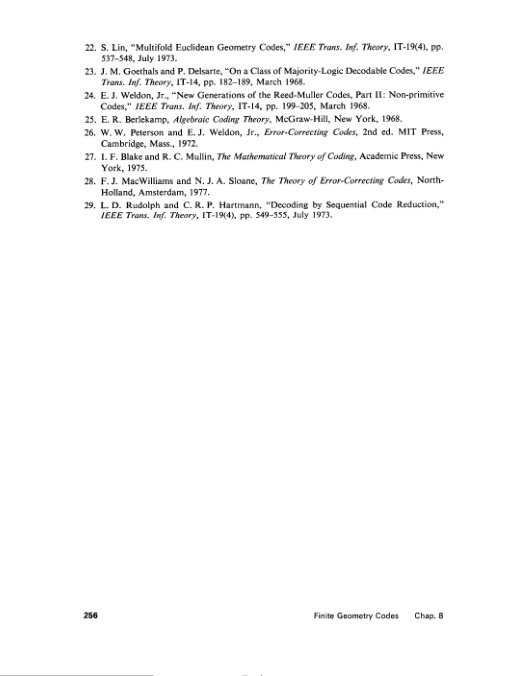 22. S. Lin, “Multifold Euclidean Geometry Codes,” IEEE Trans. Inf. Theory, IT-19(4), pp.
537–548, July 1973.
23. J. M. Goethals and P. Delsarte, “On a Class of Majority-Logic Decodable Codes,” IEEE
Trans. Inf. Theory, IT-14, pp. 182–189, March 1968.
24. E. J. Weldon, Jr., “New Generations of the Reed-Muller Codes, Part II: Non-primitive
Codes,” IEEE Trans. Inf. Theory, IT-14, pp. 199–205, March 1968.
25. E. R. Berlekamp, Algebraic Coding Theory, McGraw-Hill, New York, 1968.
26. W. W. Peterson and E. J. Weldon, Jr., Error-Correcting Codes, 2nd ed. MIT Press,
Cambridge, Mass., 1972.
27. I. F. Blake and R. C. Mullin, The Mathematical Theory of Coding, Academic Press, New
York, 1975.
28. F. J. MacWilliams and N. J. A. Sloane, The Theory of Error-Correcting Codes, North-
Holland, Amsterdam, 1977.
29. L. D. Rudolph and C. R. P. Hartmann, “Decoding by Sequential Code Reduction,”
IEEE Trans. Inf. Theory, IT-19(4), pp. 549–555, July 1973.
256 Finite Geometry Codes Chap. 8